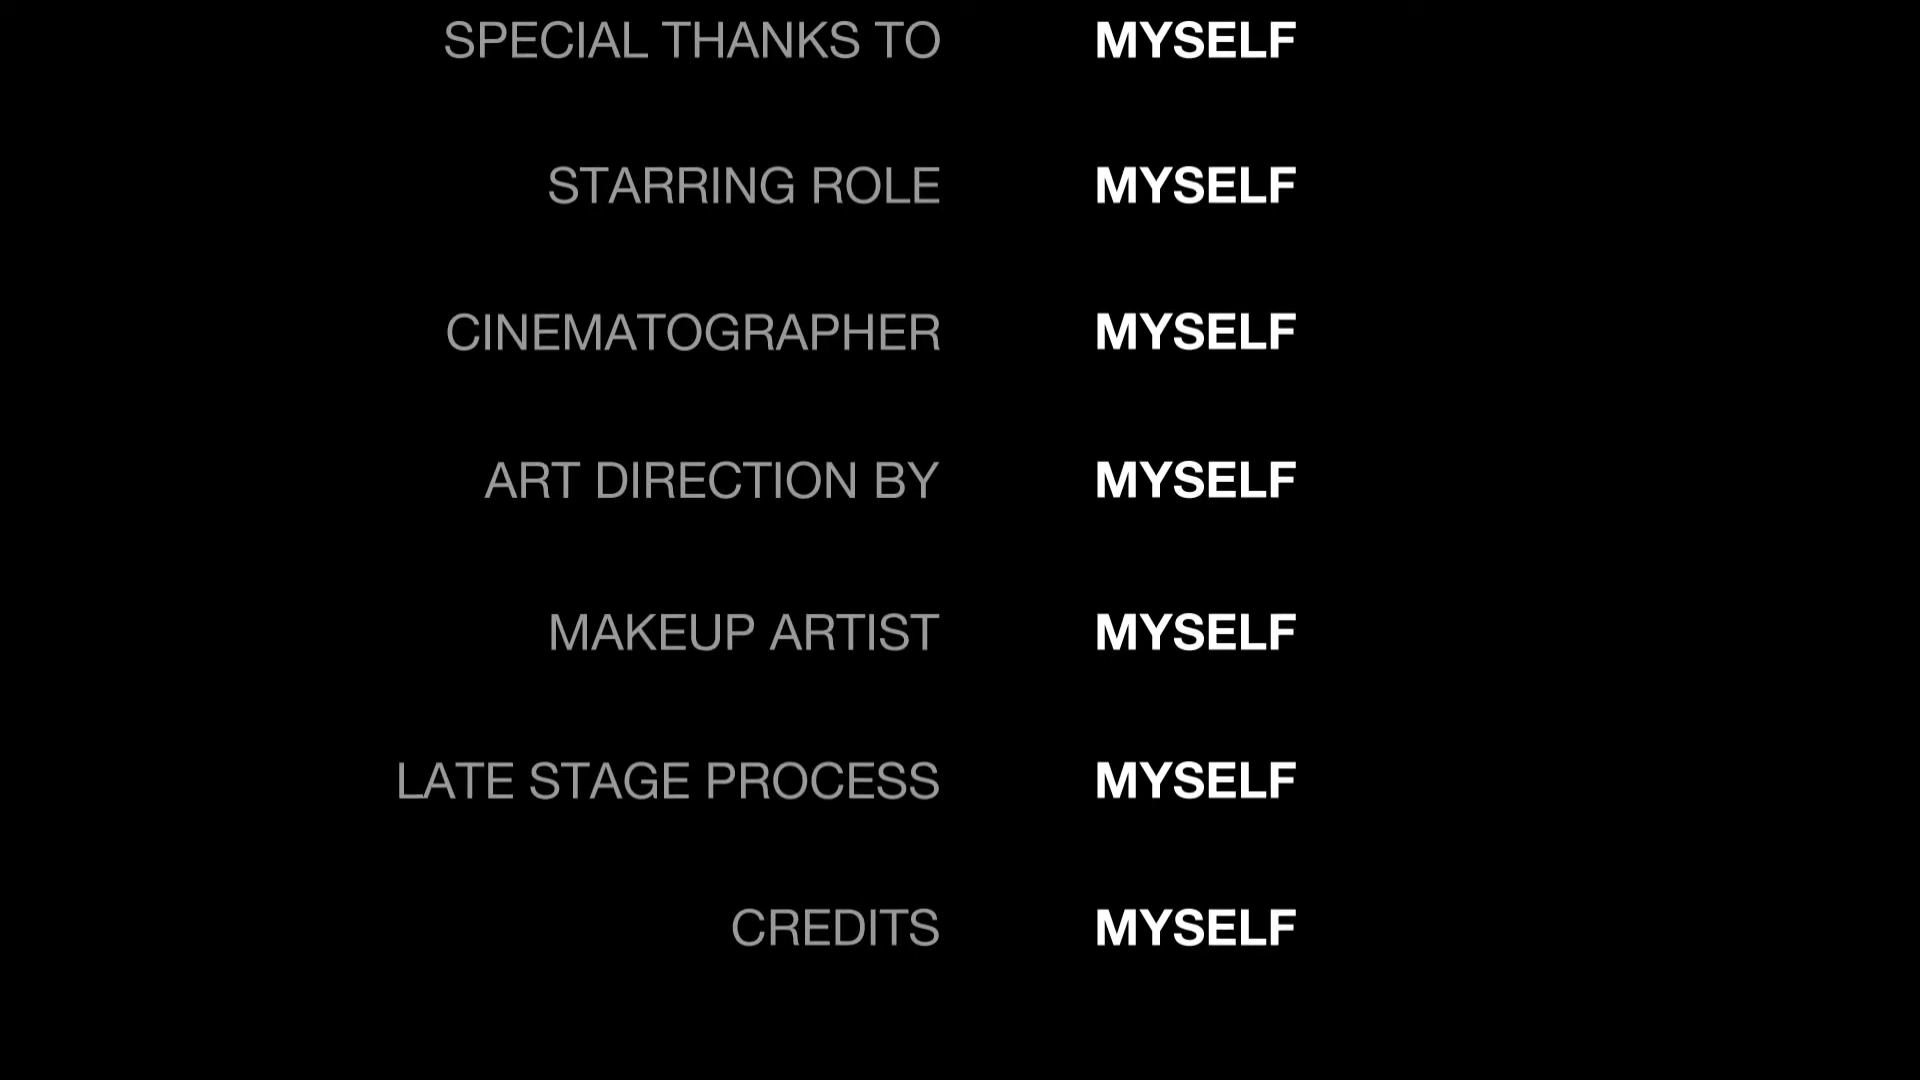 SPECIAL THANKS TO MYSELF
STARRING ROLE MYSELF
CINEMATOGRAPHER MYSELF
ART DIRECTION BY MYSELF
MAKEUP ARTIST MYSELF
LATE STAGE PROCESS MYSELF
CREDITS MYSELF